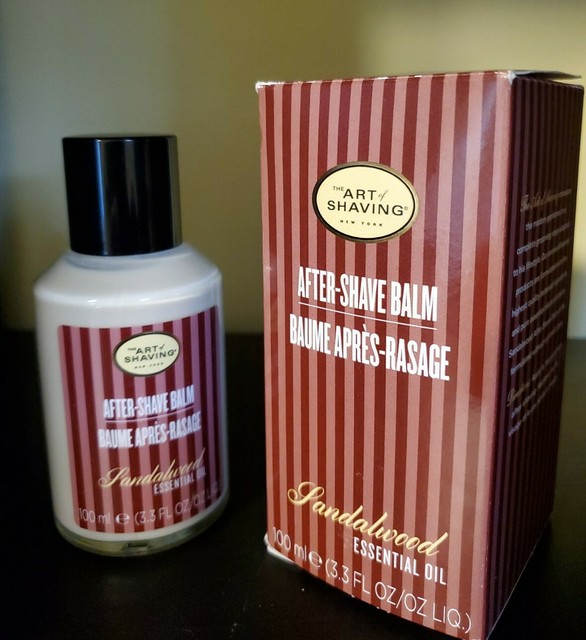 THE ART of
SHAVING®
NEW YORK
AFTER-SHAVE BALM
BAUME APRÈS-RASAGE
Sandalwood
ESSENTIAL OIL
100 ml e (3.3 FL OZ/OZ LIQ.)
THE ART of
SHAVING®
NEW YORK
AFTER-SHAVE BALM
BAUME APRÈS-RASAGE
Sandalwood
ESSENTIAL OIL
100 ml e (3.3 FL OZ/OZ LIQ.)